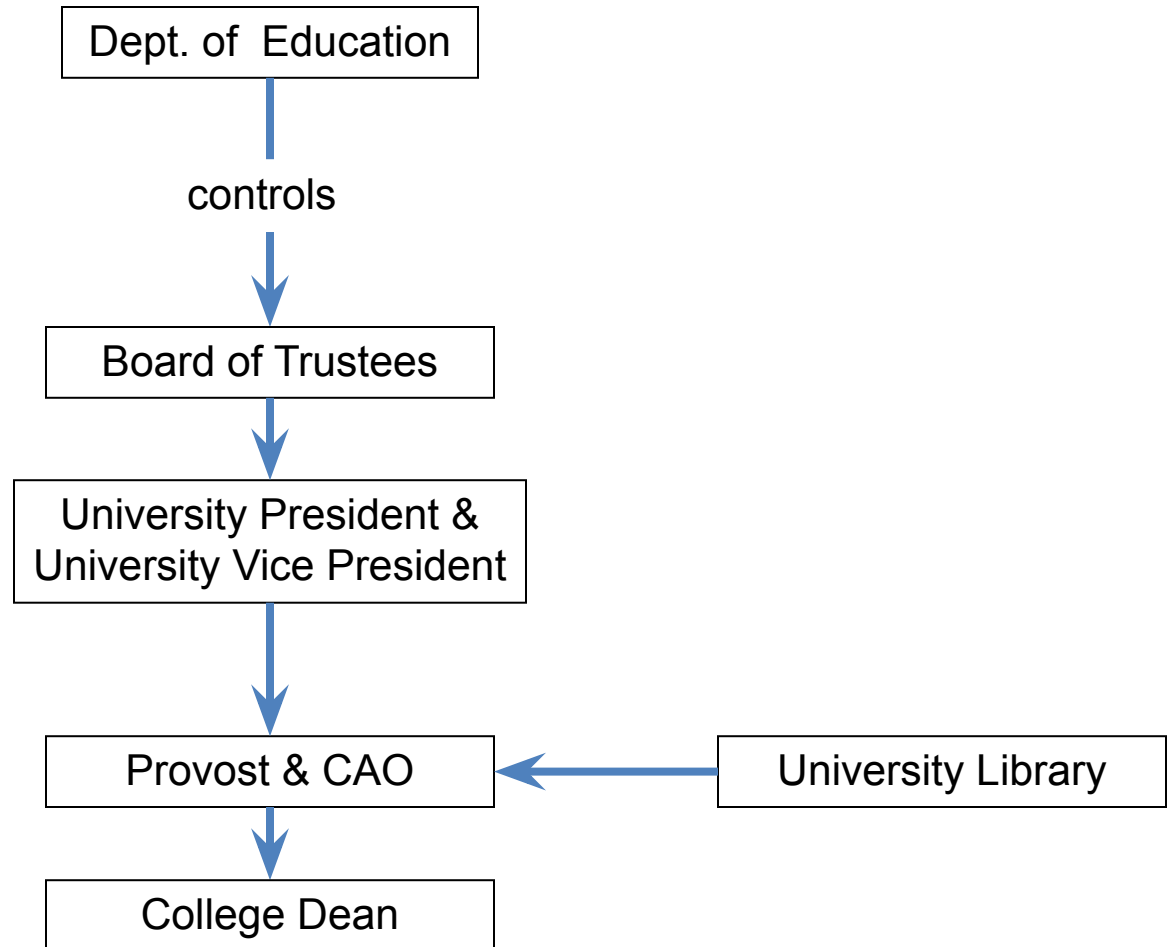 Dept. of  Education
controls
Board of Trustees
University President &
University Vice President
Provost & CAO
University Library
College Dean